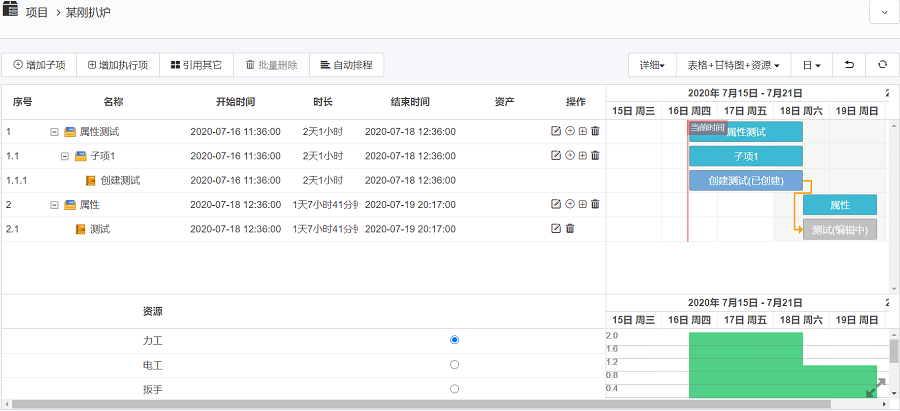 项目 > 某刚扒炉
增加子项 增加执行项 引用其它 批量删除 自动排程 详细 表格+甘特图+资源 日
序号 名称 开始时间 时长 结束时间 资产 操作 2020年 7月15日 - 7月21日 2
15日 周三 16日 周四 17日 周五 18日 周六 19日 周日
1 属性测试 2020-07-16 11:36:00 2天1小时 2020-07-18 12:36:00 当前时间 属性测试
1.1 子项1 2020-07-16 11:36:00 2天1小时 2020-07-18 12:36:00 子项1
1.1.1 创建测试 2020-07-16 11:36:00 2天1小时 2020-07-18 12:36:00 创建测试(已创建)
2 属性 2020-07-18 12:36:00 1天7小时41分钟 2020-07-19 20:17:00 属性
2.1 测试 2020-07-18 12:36:00 1天7小时41分钟 2020-07-19 20:17:00 测试(编辑中)
资源 2020年 7月15日 - 7月21日 2
15日 周三 16日 周四 17日 周五 18日 周六 19日 周日
力工
电工
扳手
2.0
1.6
1.2
0.8
0.4